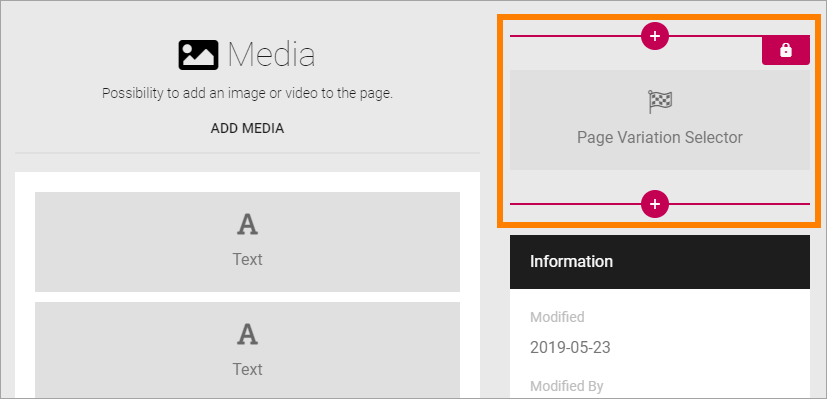 Media
Possibility to add an image or video to the page.
ADD MEDIA
A
Text
A
Text
Page Variation Selector
Information
Modified
2019-05-23
Modified By